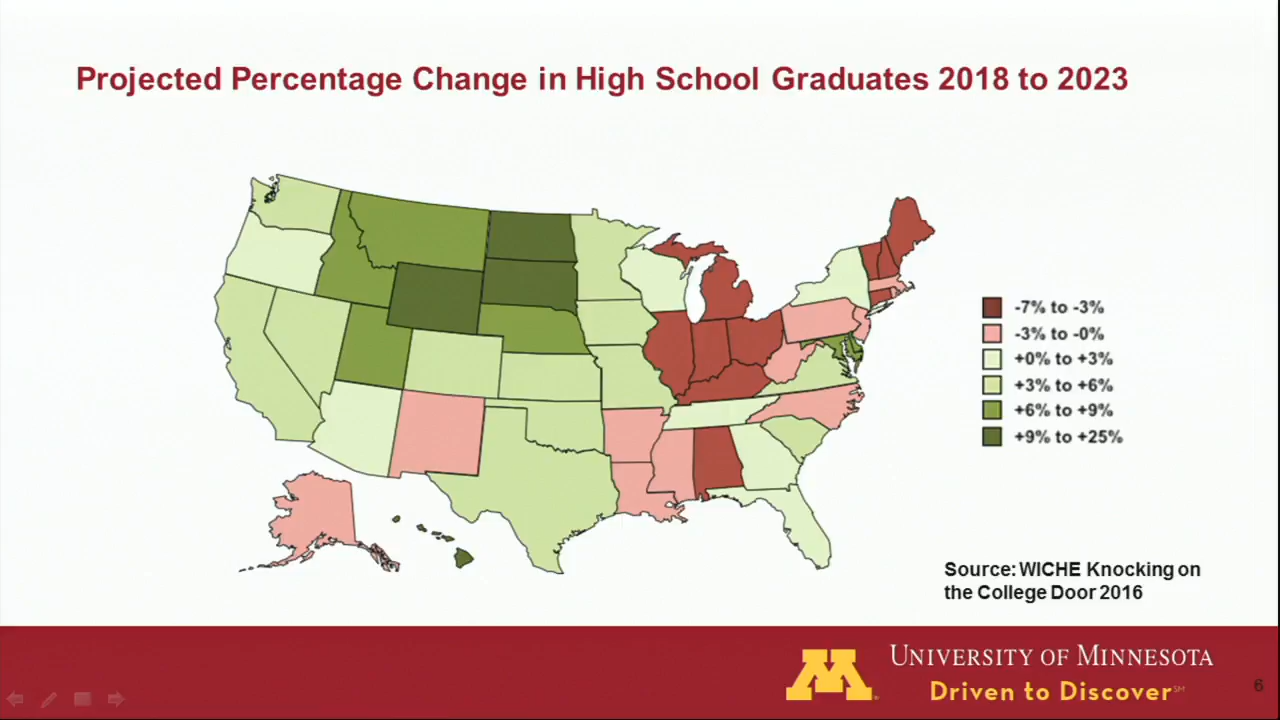 Projected Percentage Change in High School Graduates 2018 to 2023
-7% to -3%
-3% to -0%
+0% to +3%
+3% to +6%
+6% to +9%
+9% to +25%
Source: WICHE Knocking on
the College Door 2016
M
UNIVERSITY OF MINNESOTA
Driven to Discover℠
6